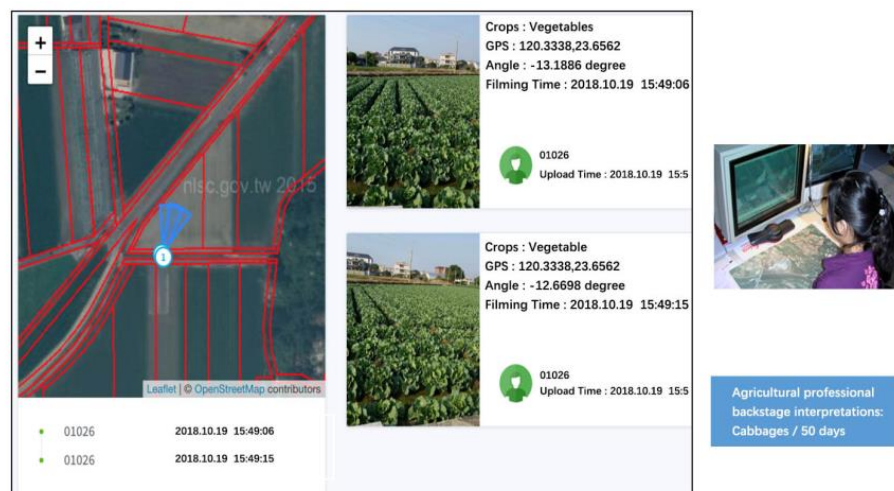 +
−
nlsc.gov.tw 2015
1
Leaflet | © OpenStreetMap contributors
01026 2018.10.19 15:49:06
01026 2018.10.19 15:49:15
Crops : Vegetables
GPS : 120.3338,23.6562
Angle : -13.1886 degree
Filming Time : 2018.10.19 15:49:06
01026
Upload Time : 2018.10.19 15:5
Crops : Vegetable
GPS : 120.3338,23.6562
Angle : -12.6698 degree
Filming Time : 2018.10.19 15:49:15
01026
Upload Time : 2018.10.19 15:5
Agricultural professional
backstage interpretations:
Cabbages / 50 days